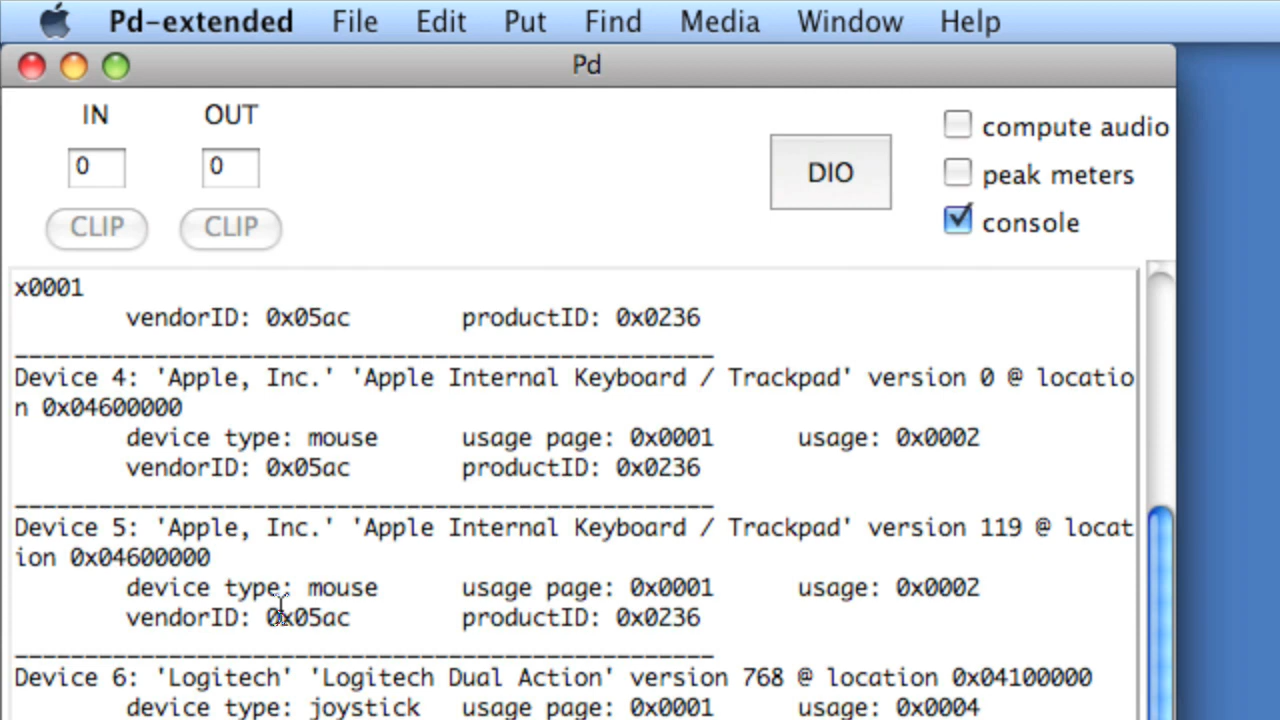 Pd-extended File Edit Put Find Media Window Help
Pd
IN OUT
0 0
CLIP CLIP
DIO
compute audio
peak meters
console
x0001
vendorID: 0x05ac productID: 0x0236
Device 4: 'Apple, Inc.' 'Apple Internal Keyboard / Trackpad' version 0 @ locatio
n 0x04600000
device type: mouse usage page: 0x0001 usage: 0x0002
vendorID: 0x05ac productID: 0x0236
Device 5: 'Apple, Inc.' 'Apple Internal Keyboard / Trackpad' version 119 @ locat
ion 0x04600000
device type: mouse usage page: 0x0001 usage: 0x0002
vendorID: 0x05ac productID: 0x0236
Device 6: 'Logitech' 'Logitech Dual Action' version 768 @ location 0x04100000
device type: joystick usage page: 0x0001 usage: 0x0004